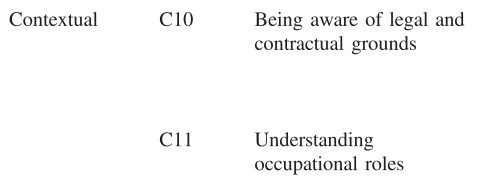 Contextual C10 Being aware of legal and
contractual grounds
C11 Understanding
occupational roles